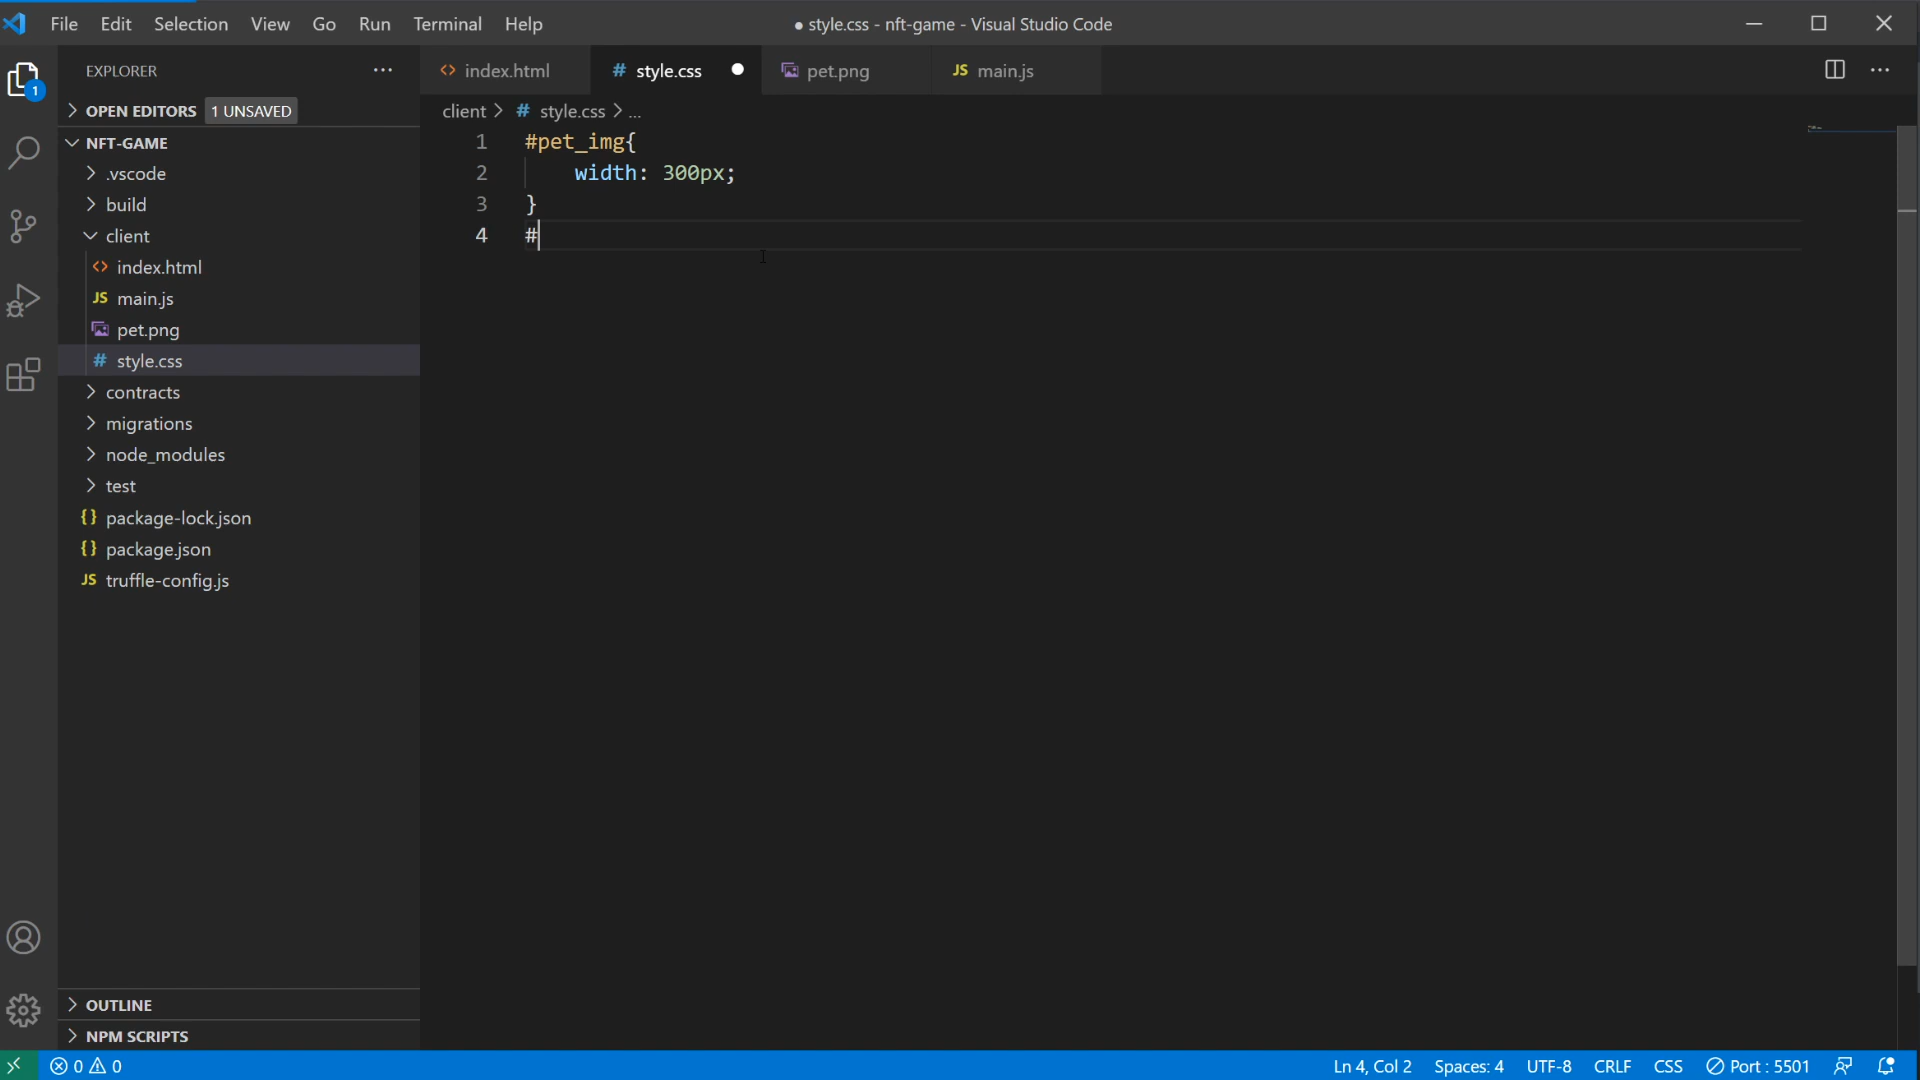 File Edit Selection View Go Run Terminal Help
● style.css - nft-game - Visual Studio Code
EXPLORER
1
OPEN EDITORS 1 UNSAVED
NFT-GAME
.vscode
build
client
<> index.html
JS main.js
pet.png
# style.css
contracts
migrations
node_modules
test
{} package-lock.json
{} package.json
JS truffle-config.js
OUTLINE
NPM SCRIPTS
<> index.html
# style.css
pet.png
JS main.js
client > # style.css > ...
1 #pet_img{
2 width: 300px;
3 }
4 #
0 0
Ln 4, Col 2 Spaces: 4 UTF-8 CRLF CSS Port : 5501